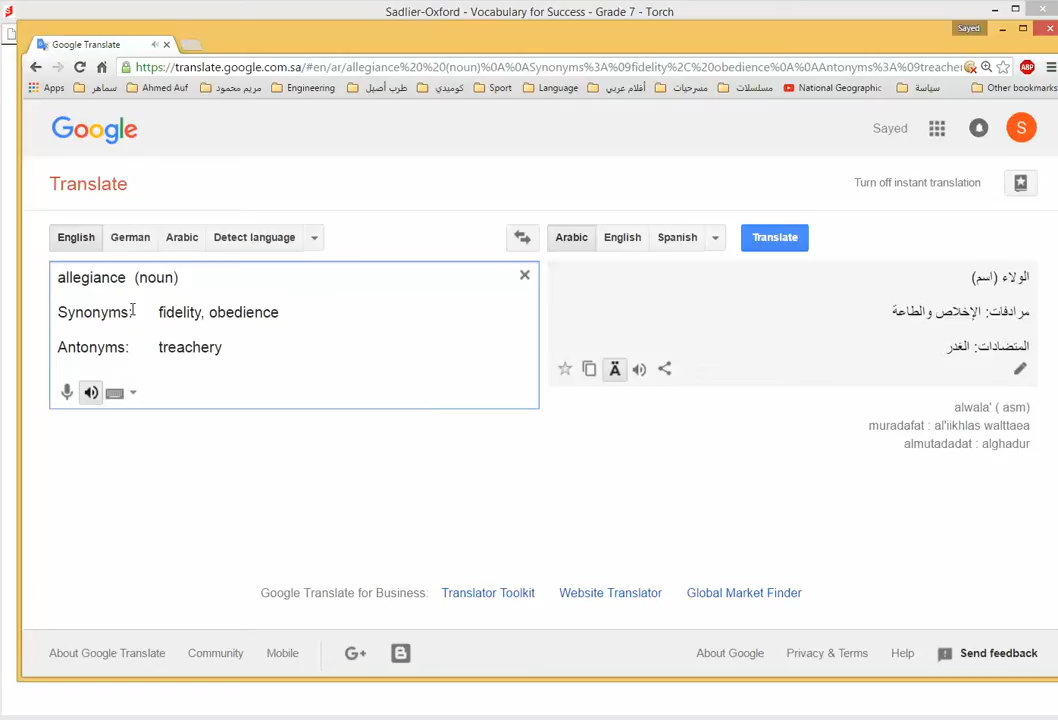 Sadlier-Oxford - Vocabulary for Success - Grade 7 - Torch
Sayed
Google Translate
https://translate.google.com.sa/#en/ar/allegiance%20%20(noun)%0A%0ASynonyms%3A%09fidelity%2C%20obedience%0A%0AAntonyms%3A%09treacher
ABP
Apps سماهر Ahmed Auf مريم محمود Engineering طرب أصيل كوميدي Sport Language أفلام عربي مسرحيات مسلسلات National Geographic سياسة Other bookmarks
Google
Sayed
S
Translate
Turn off instant translation
English German Arabic Detect language
Arabic English Spanish
Translate
allegiance (noun)
Synonyms: fidelity, obedience
Antonyms: treachery
الولاء (اسم)
مرادفات: الإخلاص والطاعة
المتضادات: الغدر
Ä
alwala' ( asm)
muradafat : al'iikhlas walttaea
almutadadat : alghadur
Google Translate for Business: Translator Toolkit Website Translator Global Market Finder
About Google Translate Community Mobile G+ B
About Google Privacy & Terms Help Send feedback